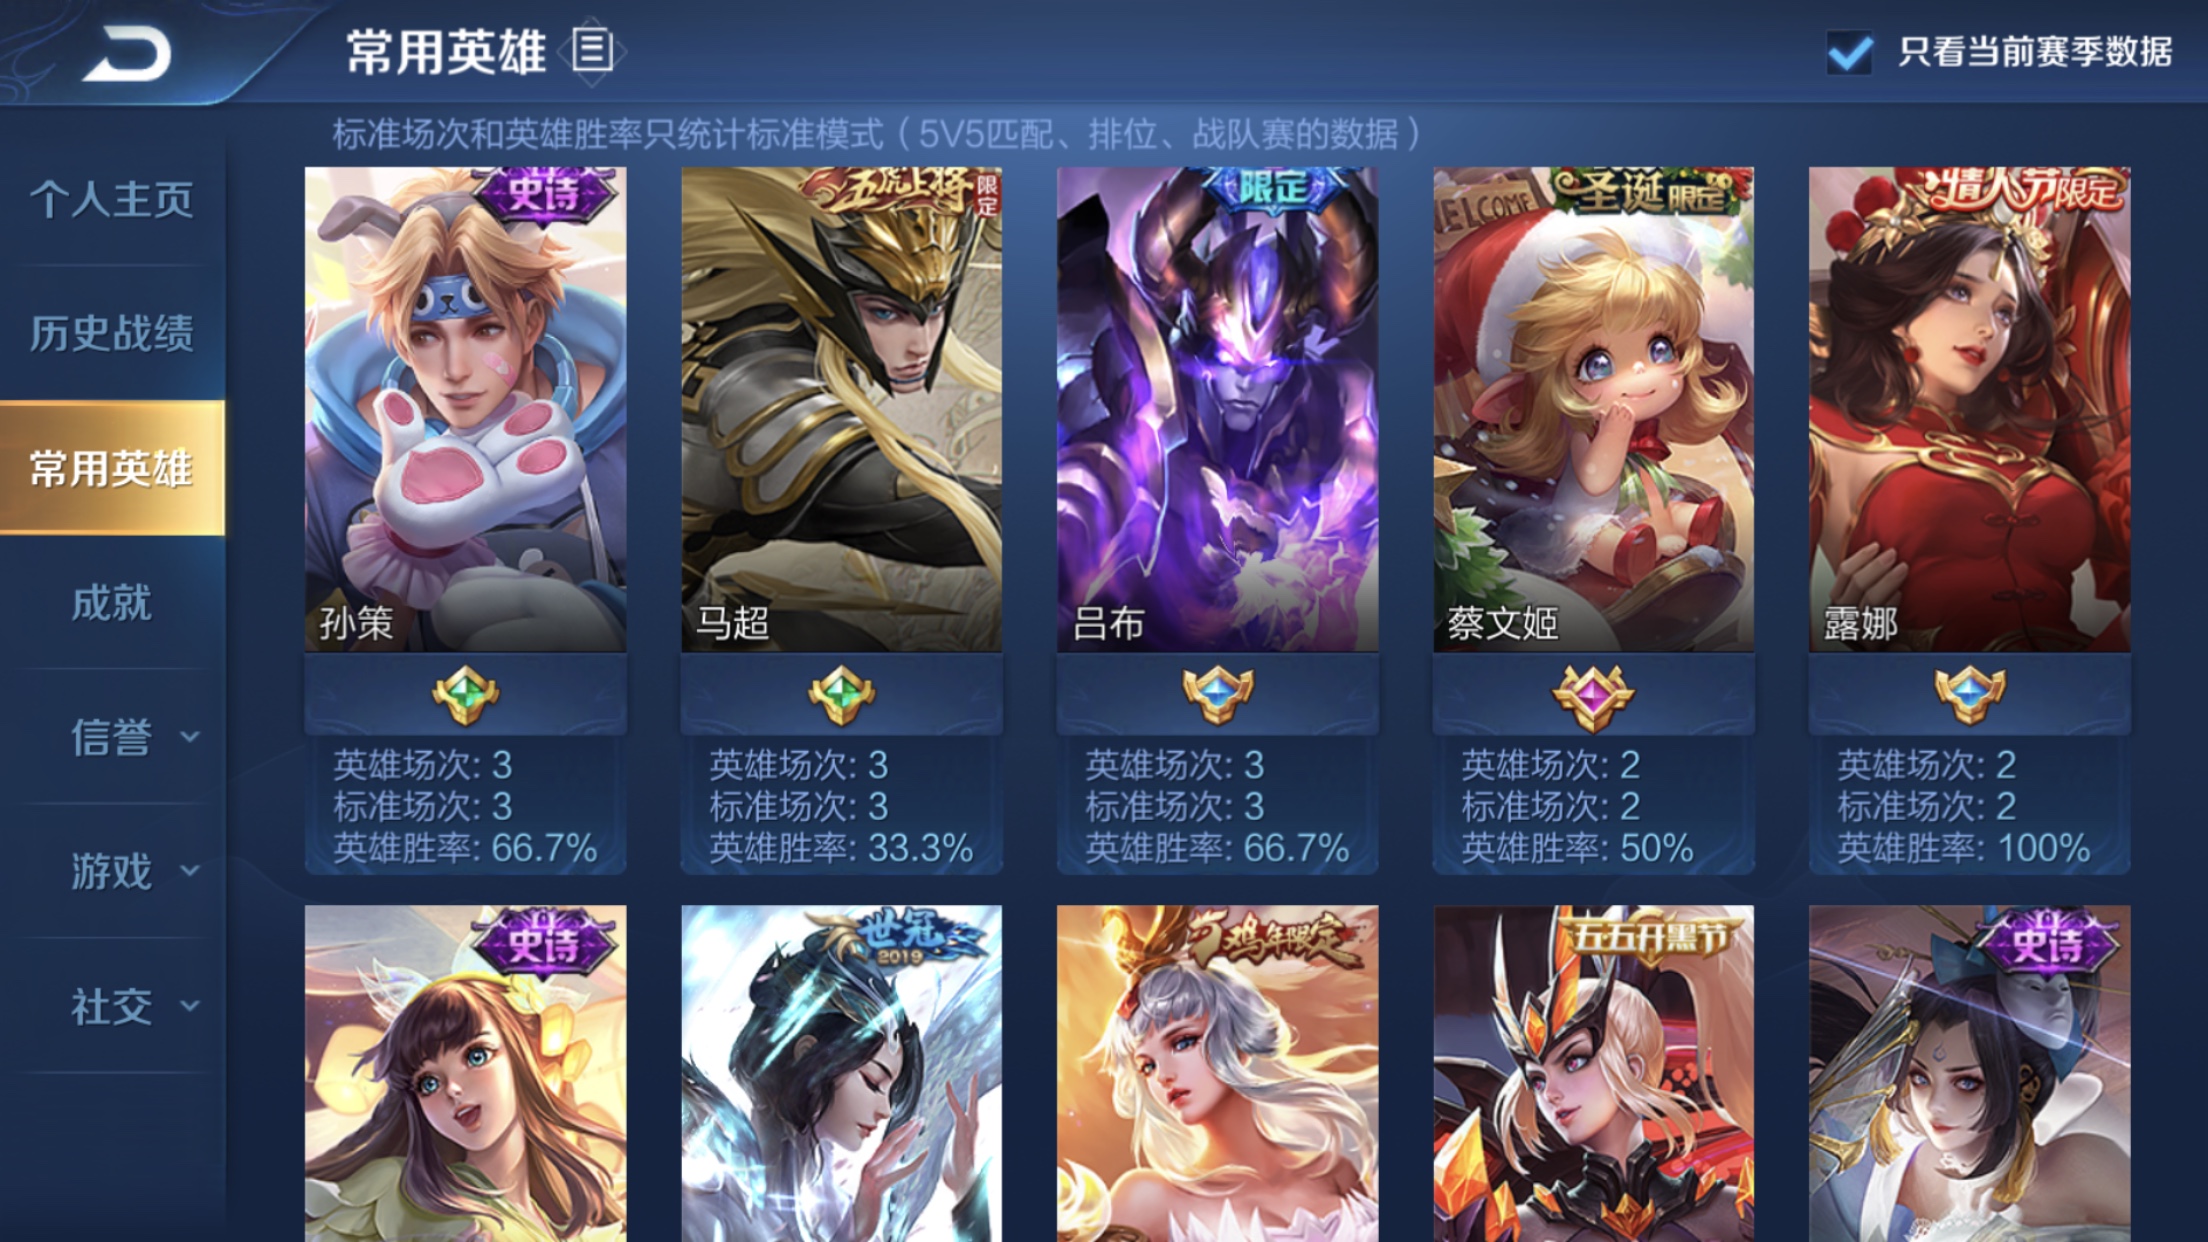 常用英雄
只看当前赛季数据
标准场次和英雄胜率只统计标准模式（5V5匹配、排位、战队赛的数据）
个人主页
历史战绩
常用英雄
成就
信誉
游戏
社交
史诗
孙策
英雄场次: 3
标准场次: 3
英雄胜率: 66.7%
五虎上将 限定
马超
英雄场次: 3
标准场次: 3
英雄胜率: 33.3%
限定
吕布
英雄场次: 3
标准场次: 3
英雄胜率: 66.7%
WELCOME
圣诞限定
蔡文姬
英雄场次: 2
标准场次: 2
英雄胜率: 50%
情人节限定
露娜
英雄场次: 2
标准场次: 2
英雄胜率: 100%
史诗
世冠
2019
鸡年限定
五五开黑节
史诗